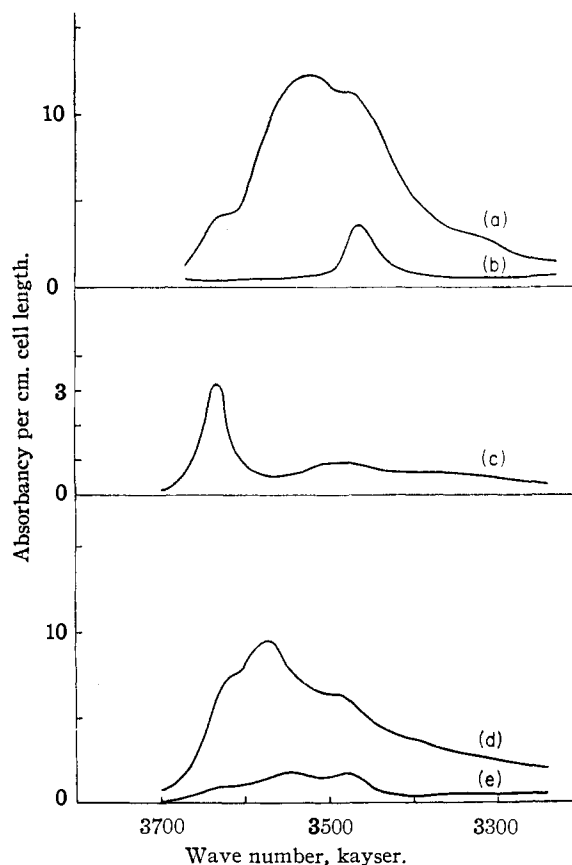 10
(a)
(b)
0
Absorbancy per cm. cell length.
3
(c)
0
10
(d)
(e)
0
3700 3500 3300
Wave number, kayser.